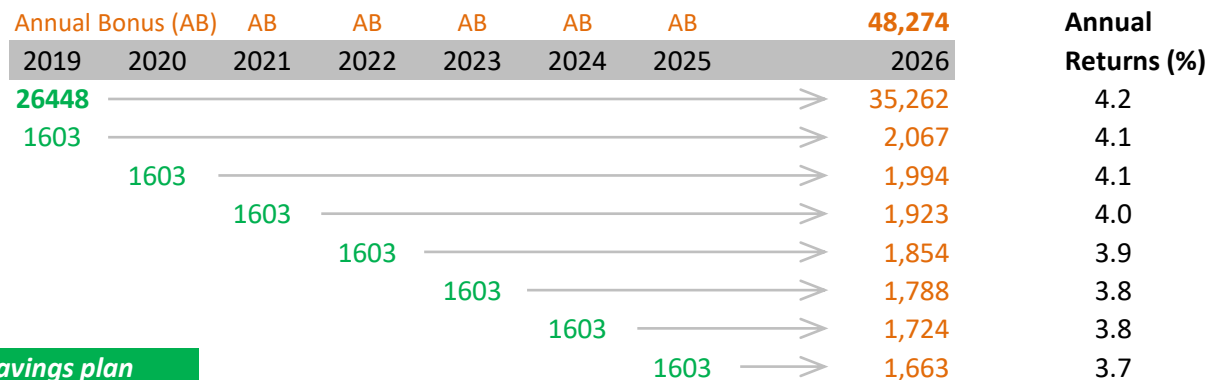 Annual Bonus (AB) AB AB AB AB AB 48,274 Annual
2019 2020 2021 2022 2023 2024 2025 2026 Returns (%)
26448 35,262 4.2
1603 2,067 4.1
1603 1,994 4.1
1603 1,923 4.0
1603 1,854 3.9
1603 1,788 3.8
1603 1,724 3.8
avings plan 1603 1,663 3.7